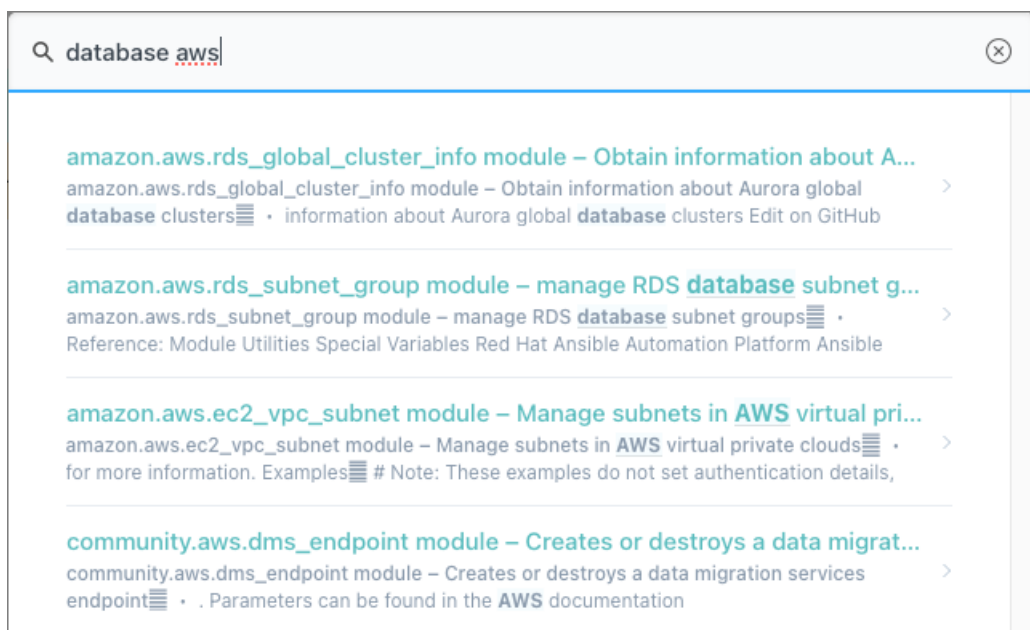 database aws
amazon.aws.rds_global_cluster_info module – Obtain information about A...
amazon.aws.rds_global_cluster_info module – Obtain information about Aurora global
database clusters • information about Aurora global database clusters Edit on GitHub
amazon.aws.rds_subnet_group module – manage RDS database subnet g...
amazon.aws.rds_subnet_group module – manage RDS database subnet groups •
Reference: Module Utilities Special Variables Red Hat Ansible Automation Platform Ansible
amazon.aws.ec2_vpc_subnet module – Manage subnets in AWS virtual pri...
amazon.aws.ec2_vpc_subnet module – Manage subnets in AWS virtual private clouds •
for more information. Examples # Note: These examples do not set authentication details,
community.aws.dms_endpoint module – Creates or destroys a data migrat...
community.aws.dms_endpoint module – Creates or destroys a data migration services
endpoint • . Parameters can be found in the AWS documentation